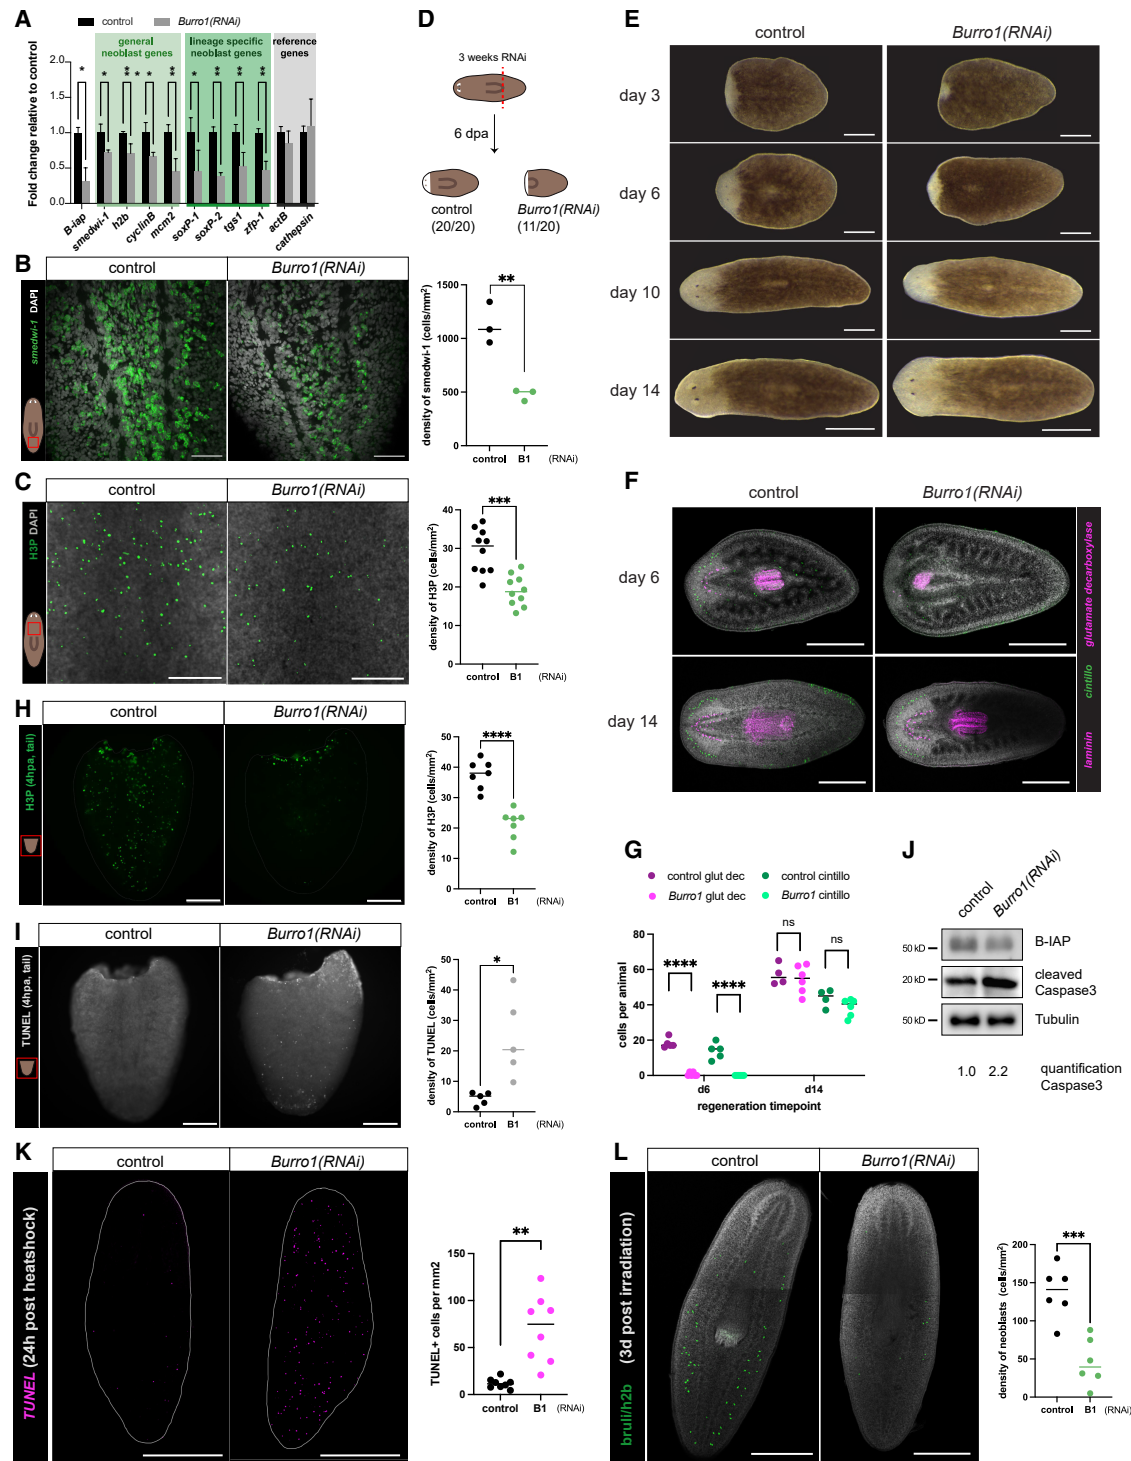 A
control
Burro1(RNAi)
general neoblast genes
lineage specific neoblast genes
reference genes
Fold change relative to control
2.0
1.5
1.0
0.5
0.0
* * ** * * ** * ** ** **
B-iap
smedwi-1
h2b
cyclinB
mcm2
soxP-1
soxP-2
tgs1
zfp-1
actB
cathepsin
D
3 weeks RNAi
6 dpa
control
(20/20)
Burro1(RNAi)
(11/20)
E
control
Burro1(RNAi)
day 3
day 6
day 10
day 14
B
control
Burro1(RNAi)
smedwi-1 DAPI
density of smedwi-1 (cells/mm²)
1500
1000
500
0
**
control
B1
(RNAi)
C
control
Burro1(RNAi)
H3P DAPI
density of H3P (cells/mm²)
40
30
20
10
0
***
control
B1
(RNAi)
F
control
Burro1(RNAi)
day 6
day 14
laminin cintillo glutamate decarboxylase
H
control
Burro1(RNAi)
H3P (4hpa, tail)
density of H3P (cells/mm²)
50
40
30
20
10
0
****
control
B1
(RNAi)
G
control glut dec
control cintillo
Burro1 glut dec
Burro1 cintillo
cells per animal
80
60
40
20
0
****
****
ns
ns
d6
d14
regeneration timepoint
J
control
Burro1(RNAi)
50 kD
B-IAP
20 kD
cleaved
Caspase3
50 kD
Tubulin
1.0
2.2
quantification
Caspase3
I
control
Burro1(RNAi)
TUNEL (4hpa, tail)
density of TUNEL (cells/mm²)
50
40
30
20
10
0
*
control
B1
(RNAi)
K
control
Burro1(RNAi)
TUNEL (24h post heatshock)
TUNEL+ cells per mm2
150
100
50
0
**
control
B1
(RNAi)
L
control
Burro1(RNAi)
bruli/h2b (3d post irradiation)
density of neoblasts (cells/mm²)
200
150
100
50
0
***
control
B1
(RNAi)